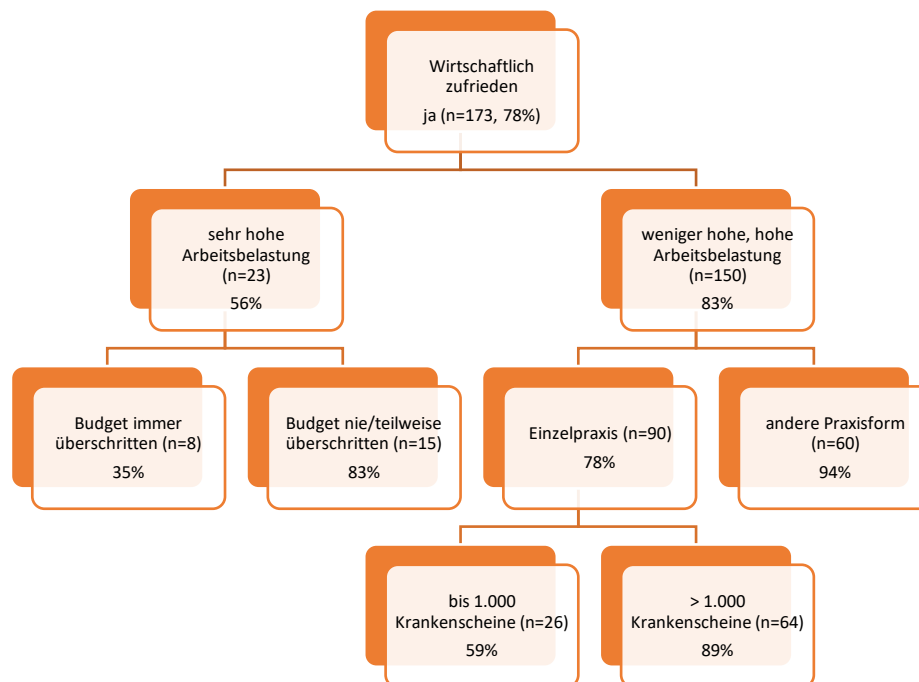 Wirtschaftlich
zufrieden
ja (n=173, 78%)
sehr hohe
Arbeitsbelastung
(n=23)
56%
weniger hohe, hohe
Arbeitsbelastung
(n=150)
83%
Budget immer
überschritten (n=8)
35%
Budget nie/teilweise
überschritten (n=15)
83%
Einzelpraxis (n=90)
78%
andere Praxisform
(n=60)
94%
bis 1.000
Krankenscheine (n=26)
59%
> 1.000
Krankenscheine (n=64)
89%